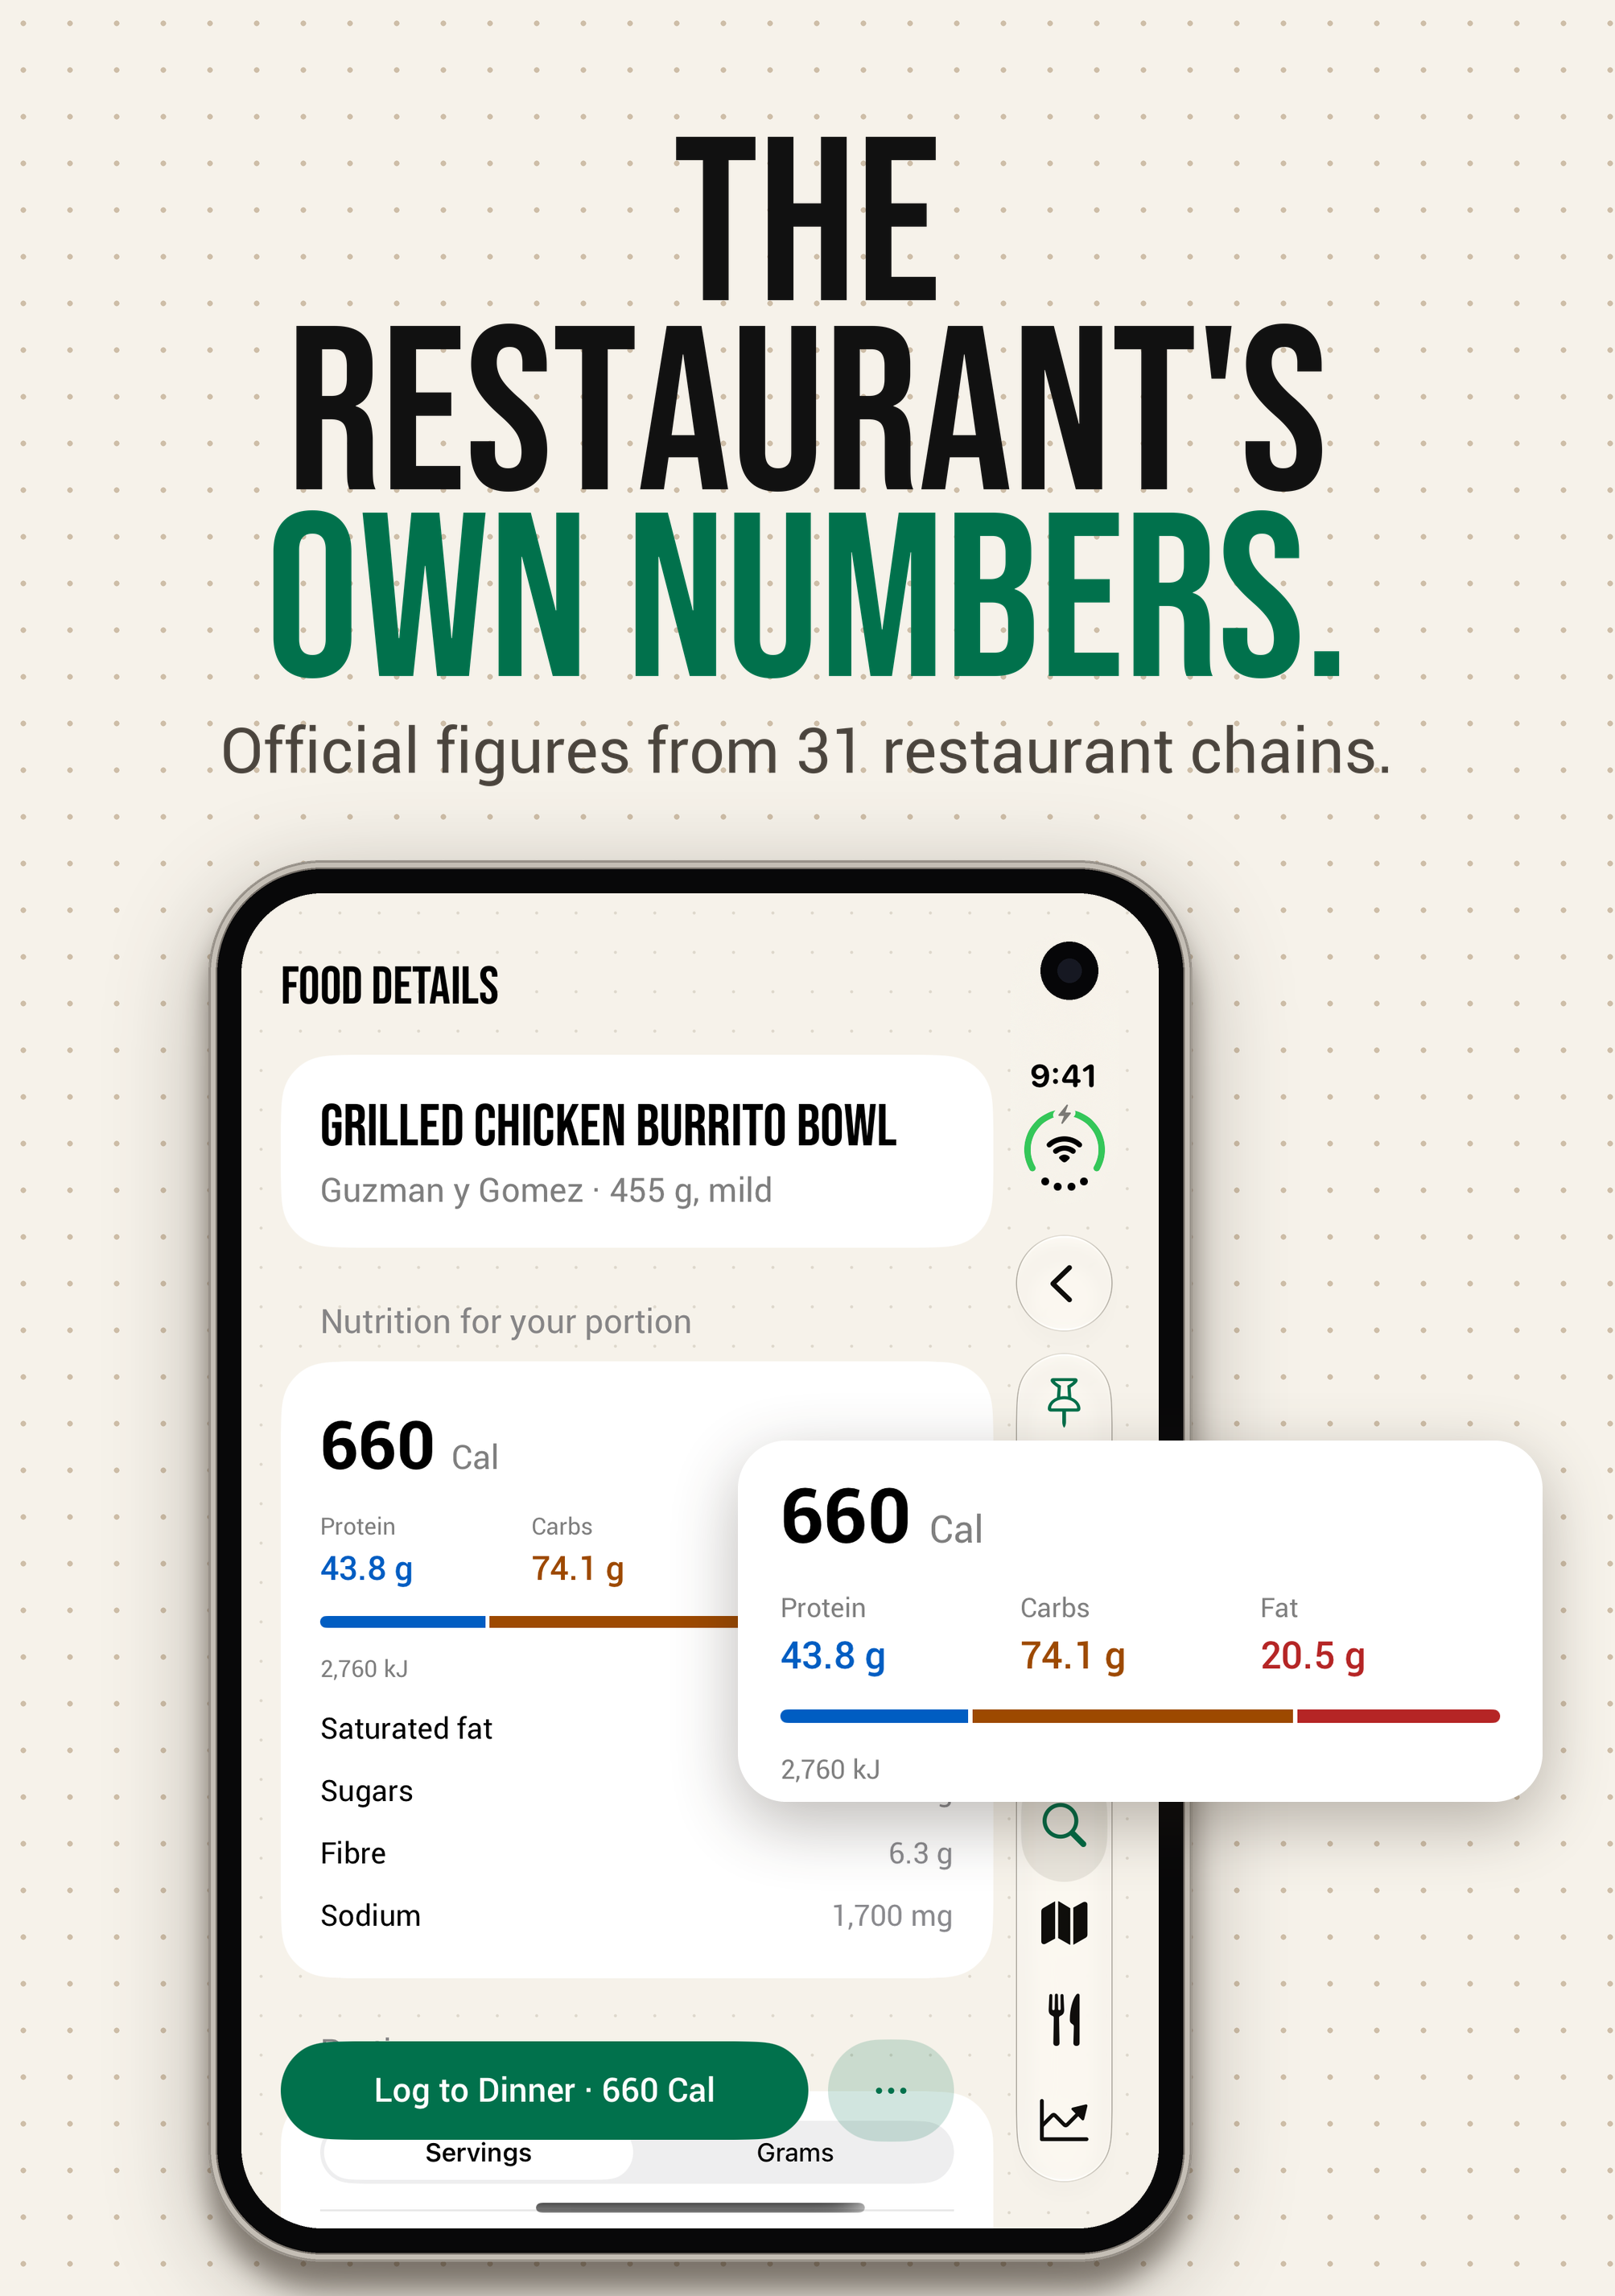 THE
RESTAURANT'S
OWN NUMBERS.
Official figures from 31 restaurant chains.
FOOD DETAILS
9:41
GRILLED CHICKEN BURRITO BOWL
Guzman y Gomez · 455 g, mild
Nutrition for your portion
660 Cal
Protein Carbs
43.8 g 74.1 g
2,760 kJ
660 Cal
Protein Carbs Fat
43.8 g 74.1 g 20.5 g
2,760 kJ
Saturated fat
Sugars
Fibre 6.3 g
Sodium 1,700 mg
Log to Dinner · 660 Cal
Servings Grams